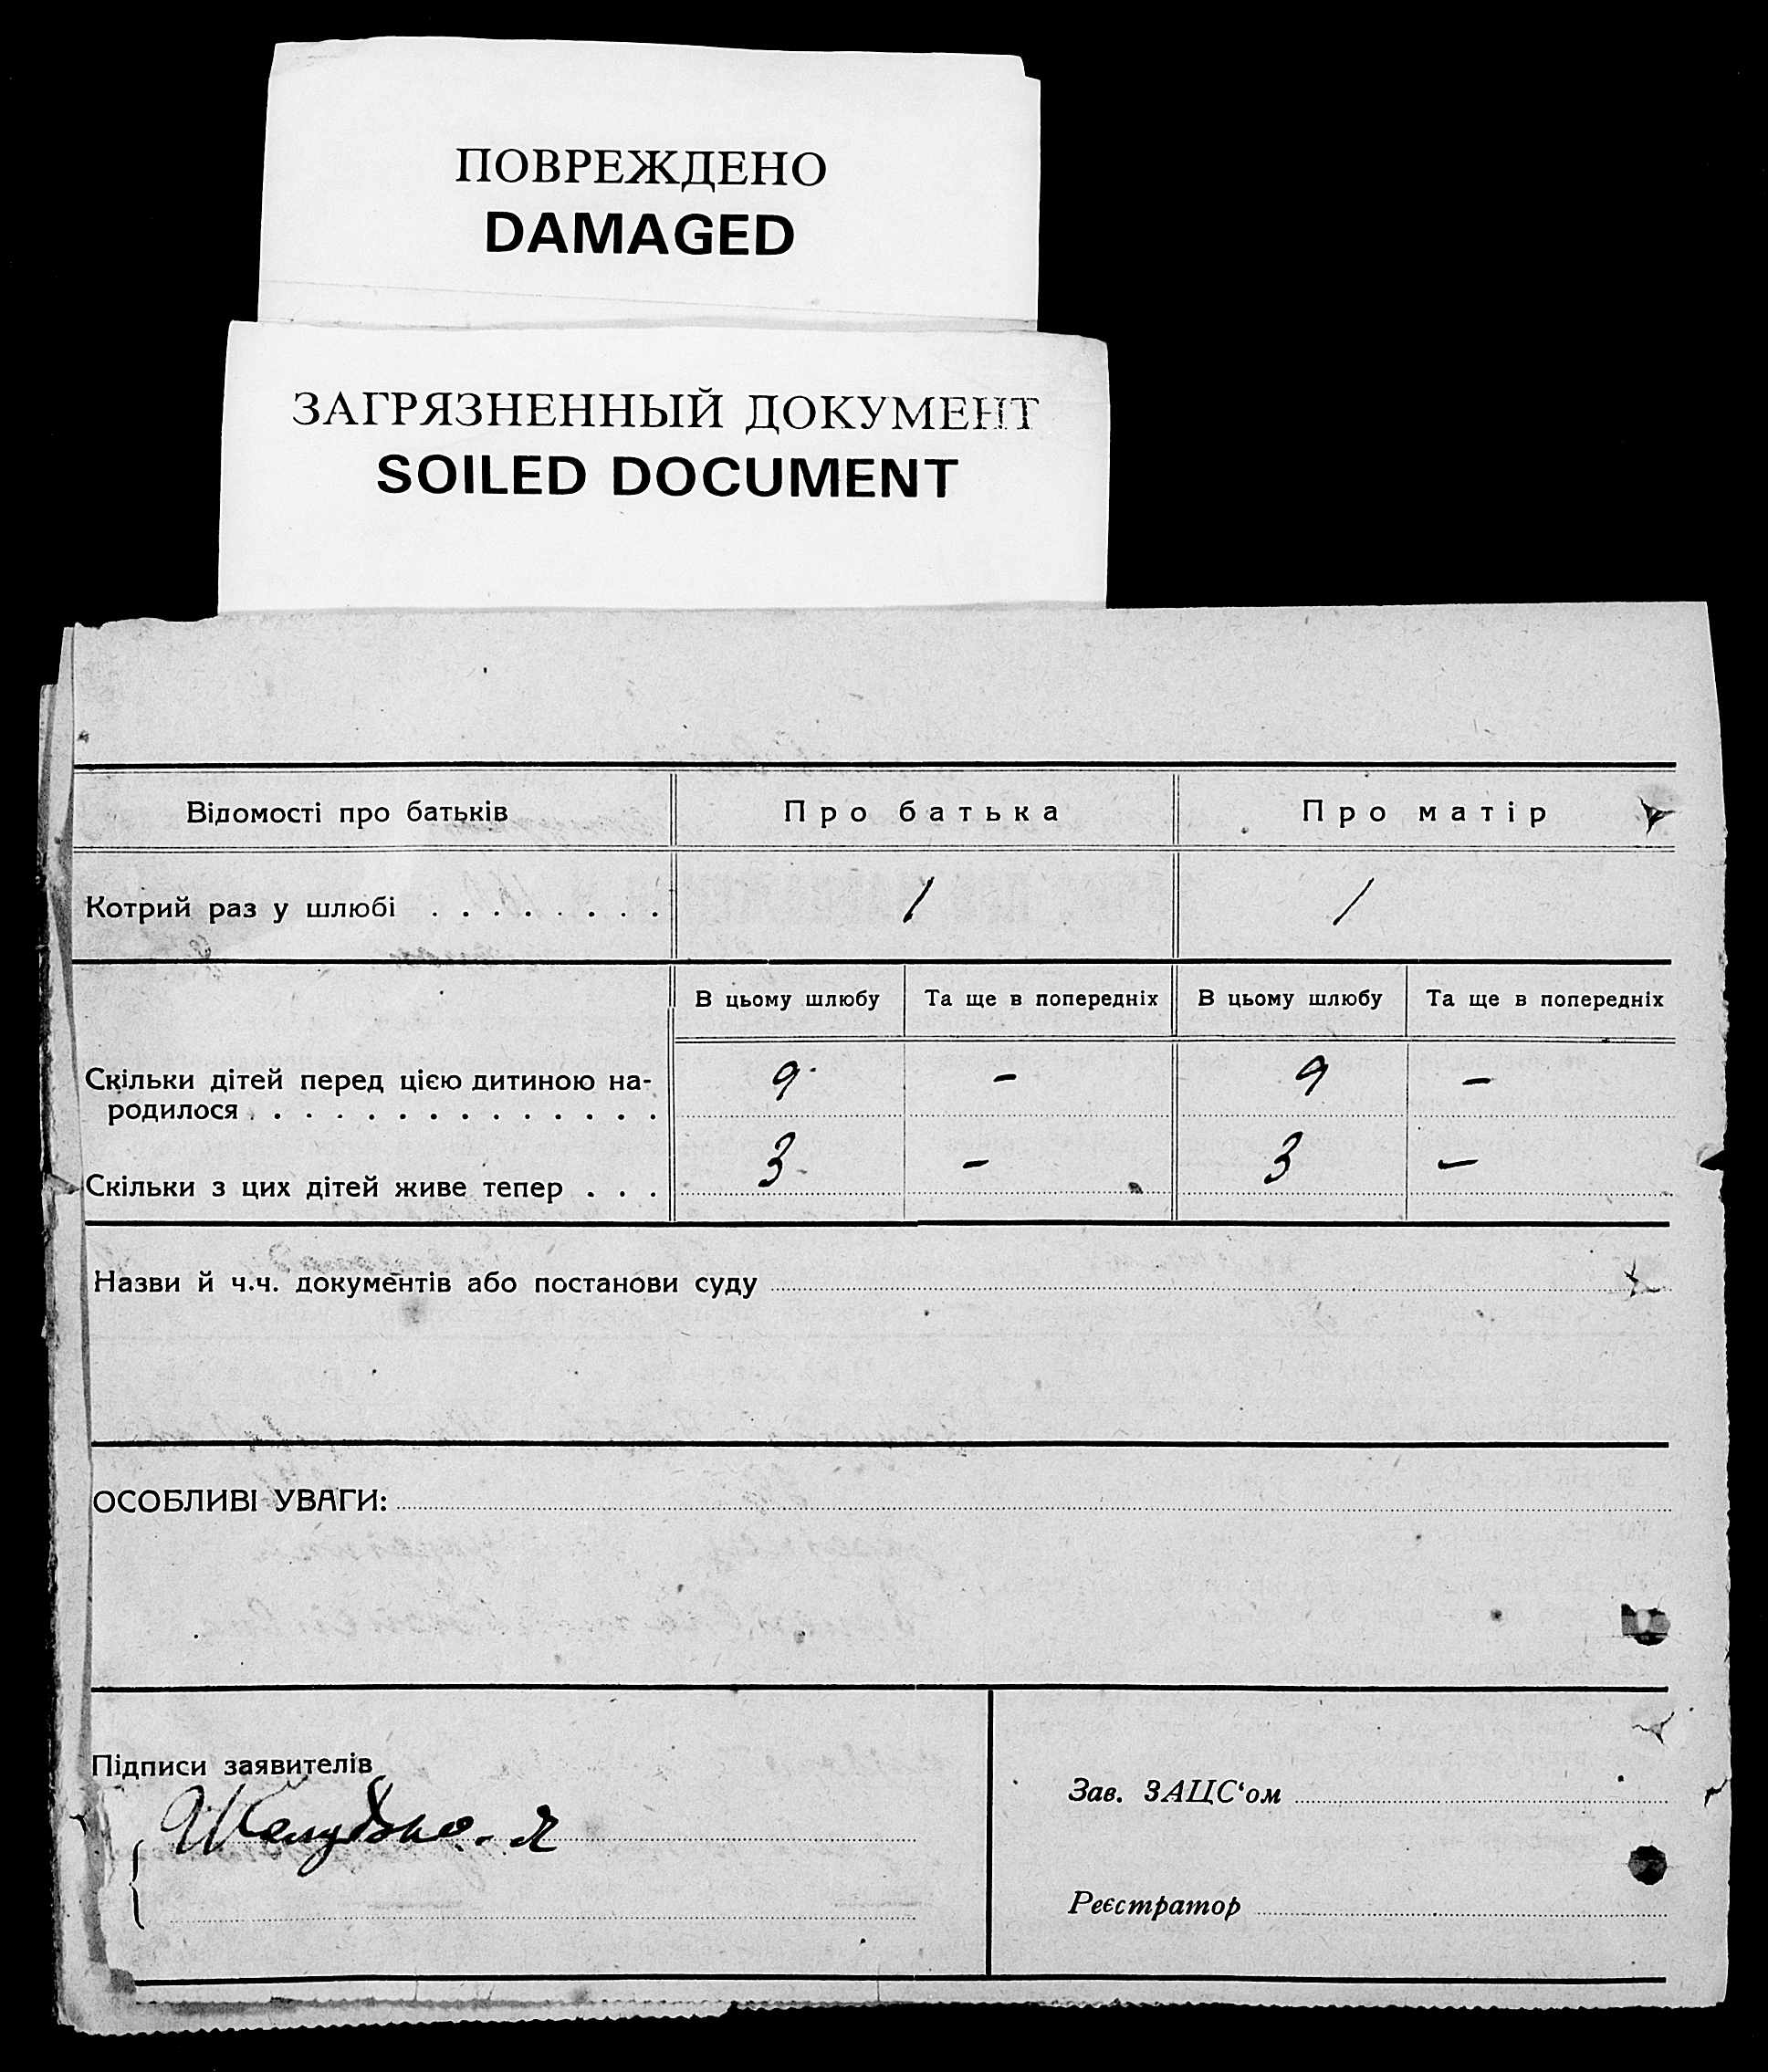 ПОВРЕЖДЕНО
DAMAGED
ЗАГРЯЗНЕННЫЙ ДОКУМЕНТ
SOILED DOCUMENT
Відомості про батьків Про батька Про матір
Котрий раз у шлюбі . . . . . . . . 1 1
В цьому шлюбу Та ще в попередніх В цьому шлюбу Та ще в попередніх
Скільки дітей перед цією дитиною на-
родилося . . . . . . . . . . . . . . 9 – 9 –
Скільки з цих дітей живе тепер . . . 3 – 3 –
Назви й ч.ч. документів або постанови суду
ОСОБЛИВІ УВАГИ:
Підписи заявителів
Зав. ЗАЦС‘ом
Реєстратор